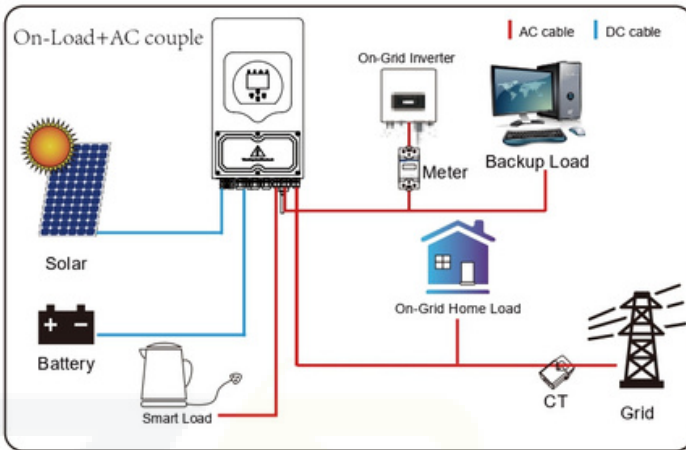 On-Load+AC couple
AC cable
DC cable
On-Grid Inverter
Meter
Backup Load
Solar
On-Grid Home Load
Battery
Smart Load
CT
Grid